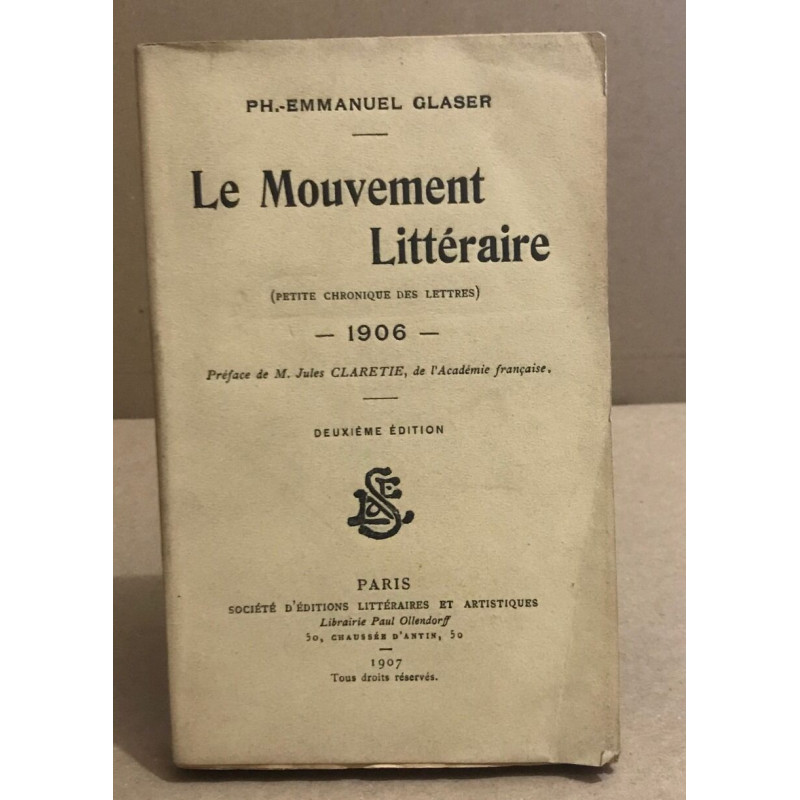 PH.-EMMANUEL GLASER
Le Mouvement
Littéraire
(PETITE CHRONIQUE DES LETTRES)
— 1906 —
Préface de M. Jules CLARETIE, de l'Académie française.
DEUXIÈME ÉDITION
PARIS
SOCIÉTÉ D'ÉDITIONS LITTÉRAIRES ET ARTISTIQUES
Librairie Paul Ollendorff
50, CHAUSSÉE D'ANTIN, 50
1907
Tous droits réservés.